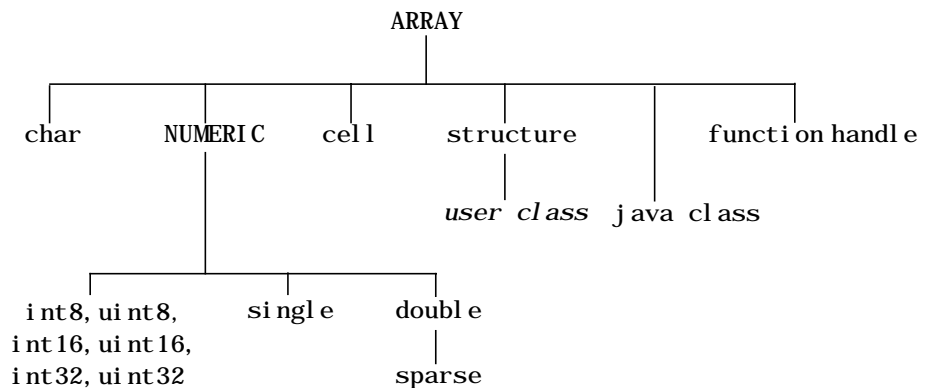 ARRAY
char NUMERIC cell structure function handle
user class java class
int8, uint8, single double
int16, uint16,
int32, uint32 sparse